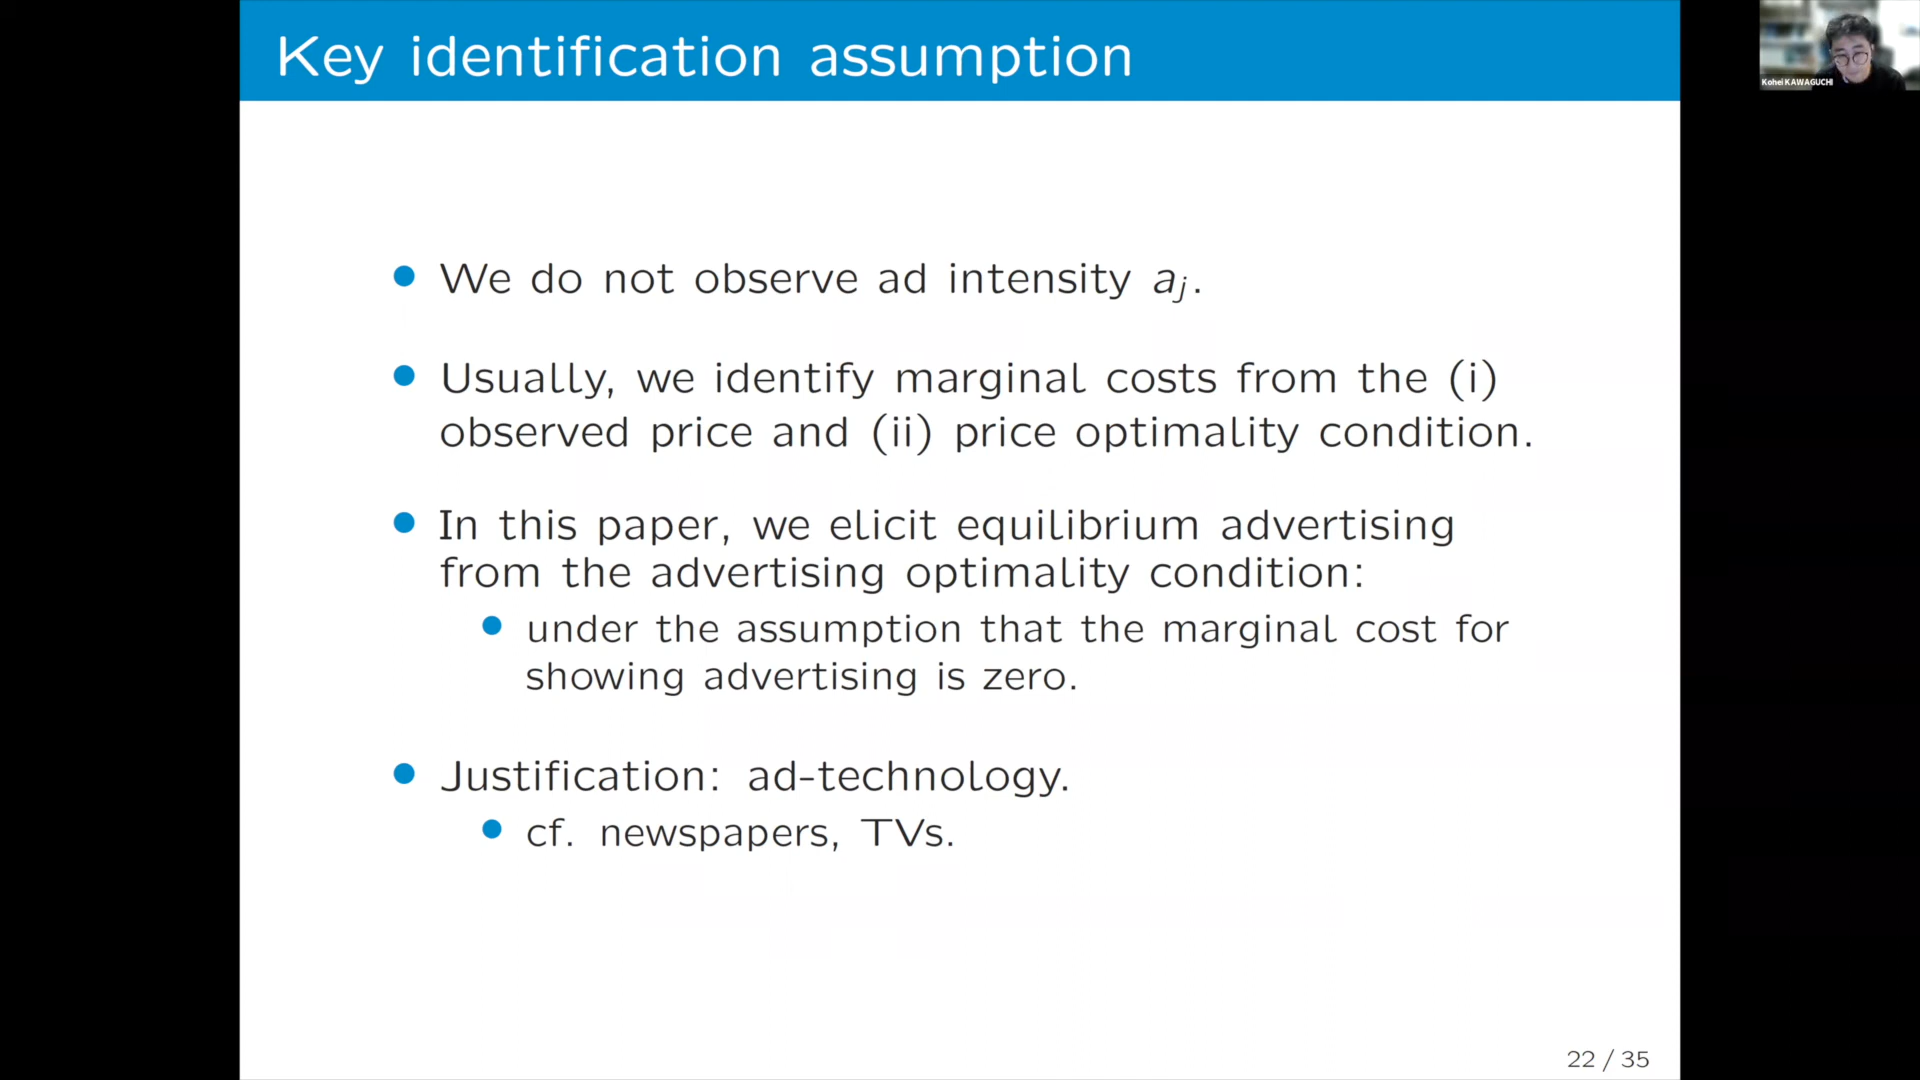 Key identification assumption
Kohei KAWAGUCHI
We do not observe ad intensity aⱼ.
Usually, we identify marginal costs from the (i)
observed price and (ii) price optimality condition.
In this paper, we elicit equilibrium advertising
from the advertising optimality condition:
under the assumption that the marginal cost for
showing advertising is zero.
Justification: ad-technology.
cf. newspapers, TVs.
22 / 35